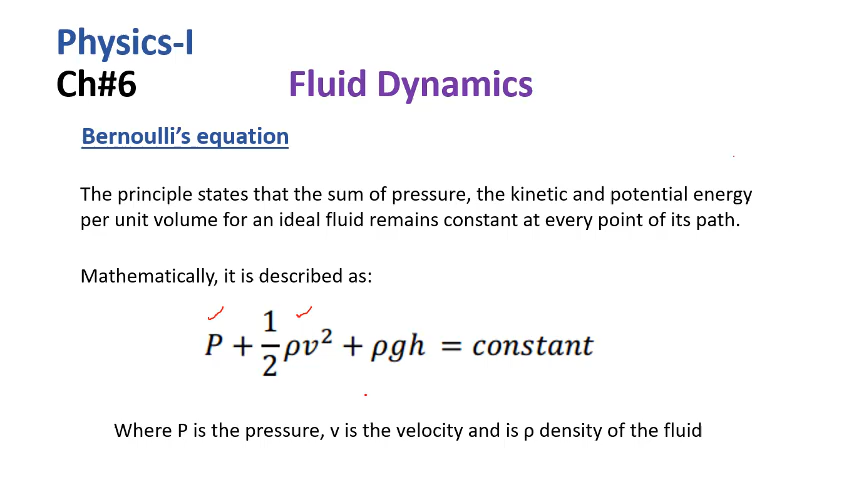 Physics-I
Ch#6 Fluid Dynamics
Bernoulli’s equation
The principle states that the sum of pressure, the kinetic and potential energy
per unit volume for an ideal fluid remains constant at every point of its path.
Mathematically, it is described as:
P + 1/2 ρv² + ρgh = constant
Where P is the pressure, v is the velocity and is ρ density of the fluid